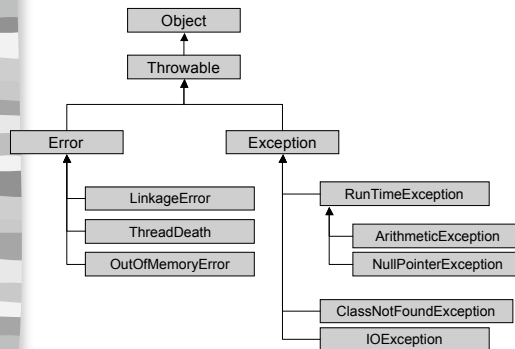 Object
Throwable
Error
Exception
LinkageError
ThreadDeath
OutOfMemoryError
RunTimeException
ArithmeticException
NullPointerException
ClassNotFoundException
IOException